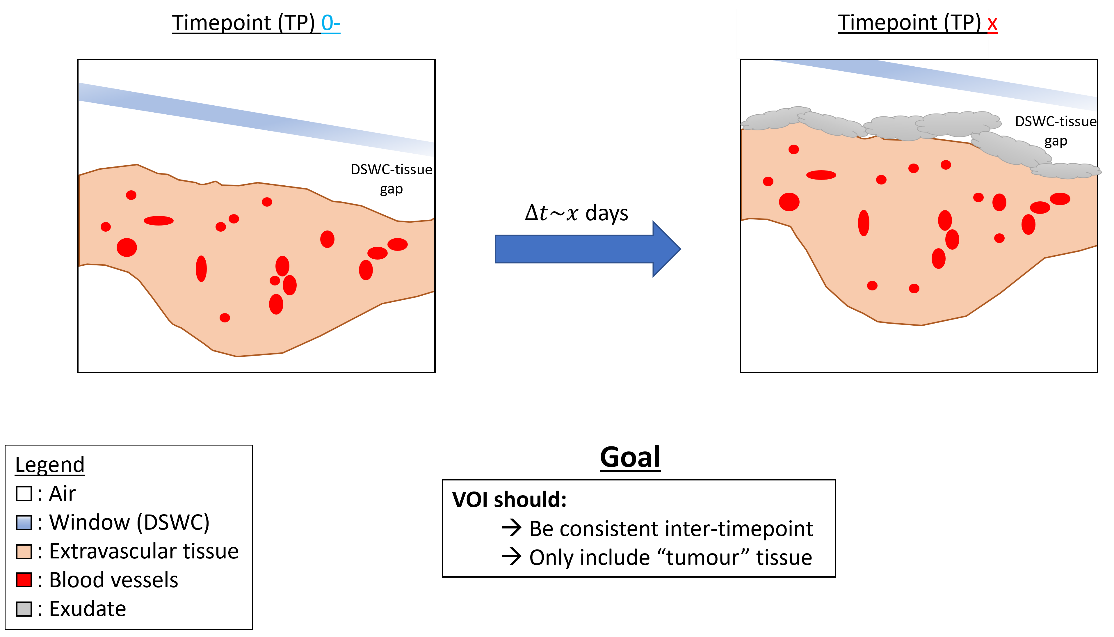 Timepoint (TP) 0-
Timepoint (TP) x
DSWC-tissue
gap
DSWC-tissue
gap
Δt~x days
Goal
VOI should:
→ Be consistent inter-timepoint
→ Only include “tumour” tissue
Legend
: Air
: Window (DSWC)
: Extravascular tissue
: Blood vessels
: Exudate